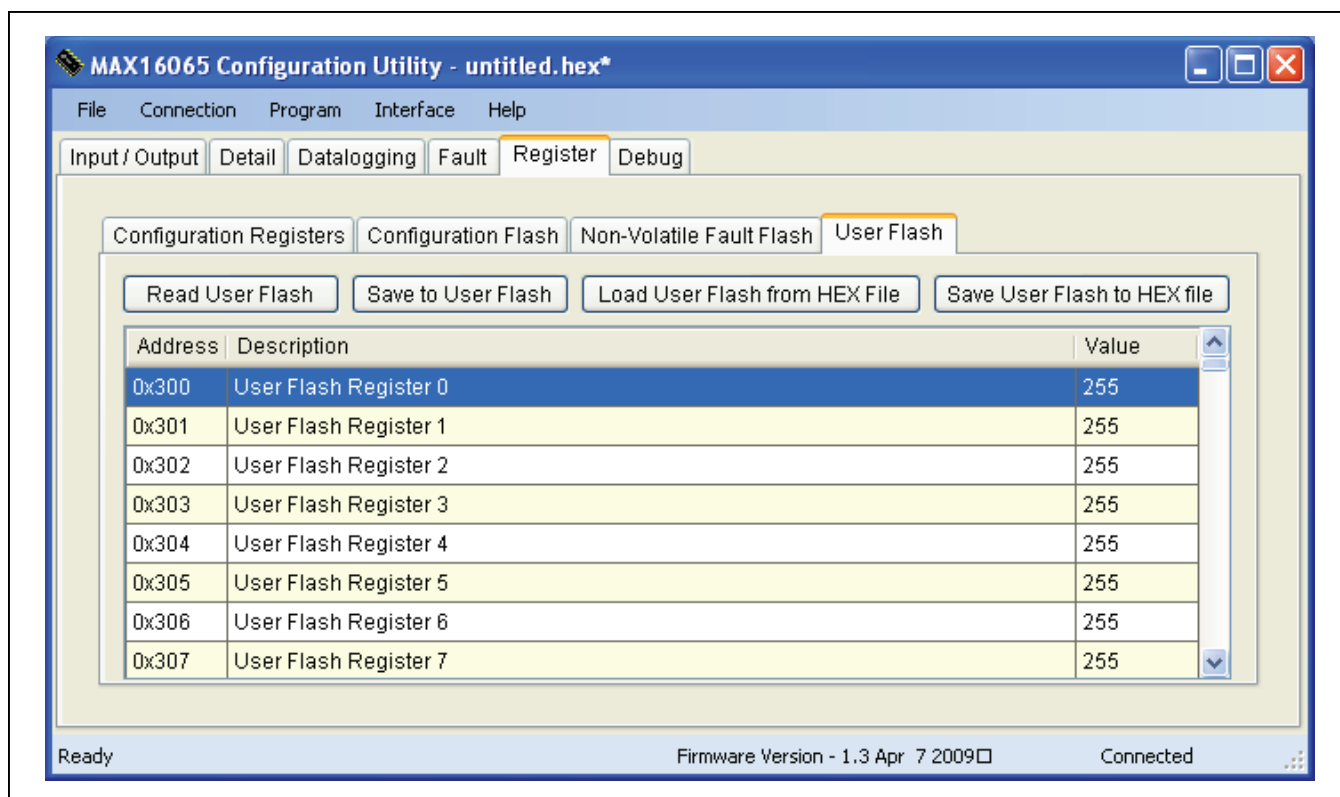 MAX16065 Configuration Utility - untitled.hex*
File Connection Program Interface Help
Input / Output Detail Datalogging Fault Register Debug
Configuration Registers Configuration Flash Non-Volatile Fault Flash User Flash
Read User Flash Save to User Flash Load User Flash from HEX File Save User Flash to HEX file
Address Description Value
0x300 User Flash Register 0 255
0x301 User Flash Register 1 255
0x302 User Flash Register 2 255
0x303 User Flash Register 3 255
0x304 User Flash Register 4 255
0x305 User Flash Register 5 255
0x306 User Flash Register 6 255
0x307 User Flash Register 7 255
Ready Firmware Version - 1.3 Apr 7 2009□ Connected